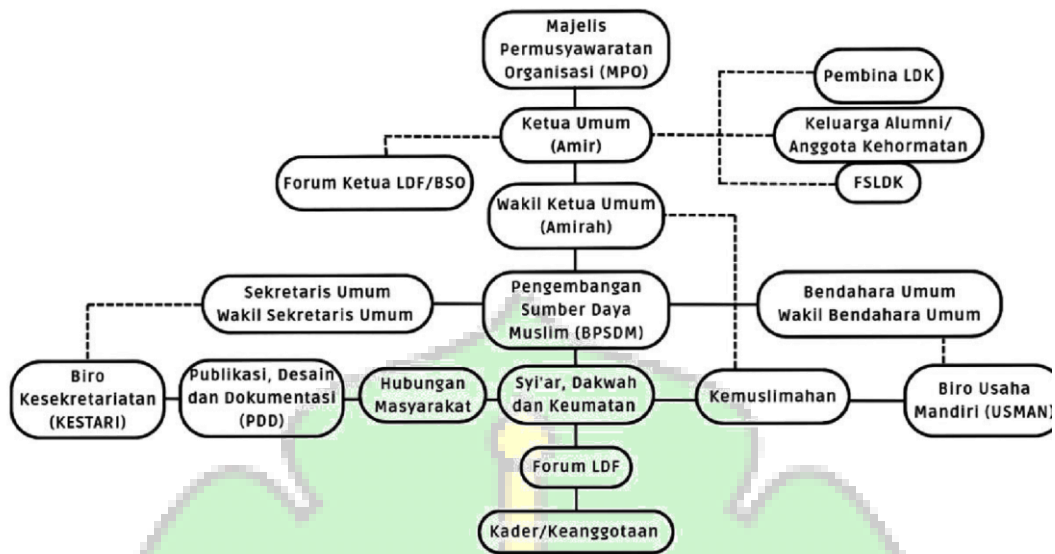 Majelis
Permusyawaratan
Organisasi (MPO)
Pembina LDK
Ketua Umum
(Amir)
Keluarga Alumni/
Anggota Kehormatan
Forum Ketua LDF/BSO
FSLDK
Wakil Ketua Umum
(Amirah)
Sekretaris Umum
Wakil Sekretaris Umum
Pengembangan
Sumber Daya
Muslim (BPSDM)
Bendahara Umum
Wakil Bendahara Umum
Biro
Kesekretariatan
(KESTARI)
Publikasi, Desain
dan Dokumentasi
(PDD)
Hubungan
Masyarakat
Syi'ar, Dakwah
dan Keumatan
Kemuslimahan
Biro Usaha
Mandiri (USMAN)
Forum LDF
Kader/Keanggotaan